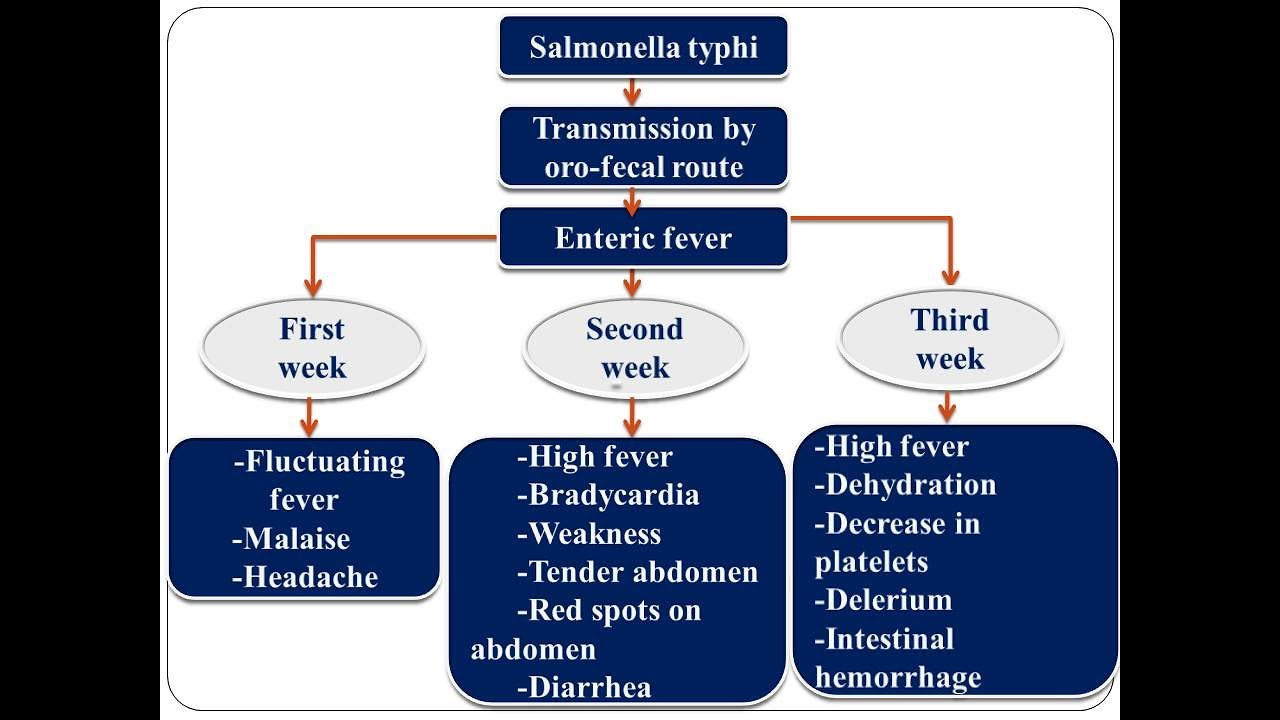 Salmonella typhi
Transmission by
oro-fecal route
Enteric fever
First
week
Second
week
Third
week
-Fluctuating
fever
-Malaise
-Headache
-High fever
-Bradycardia
-Weakness
-Tender abdomen
-Red spots on
abdomen
-Diarrhea
-High fever
-Dehydration
-Decrease in
platelets
-Delerium
-Intestinal
hemorrhage